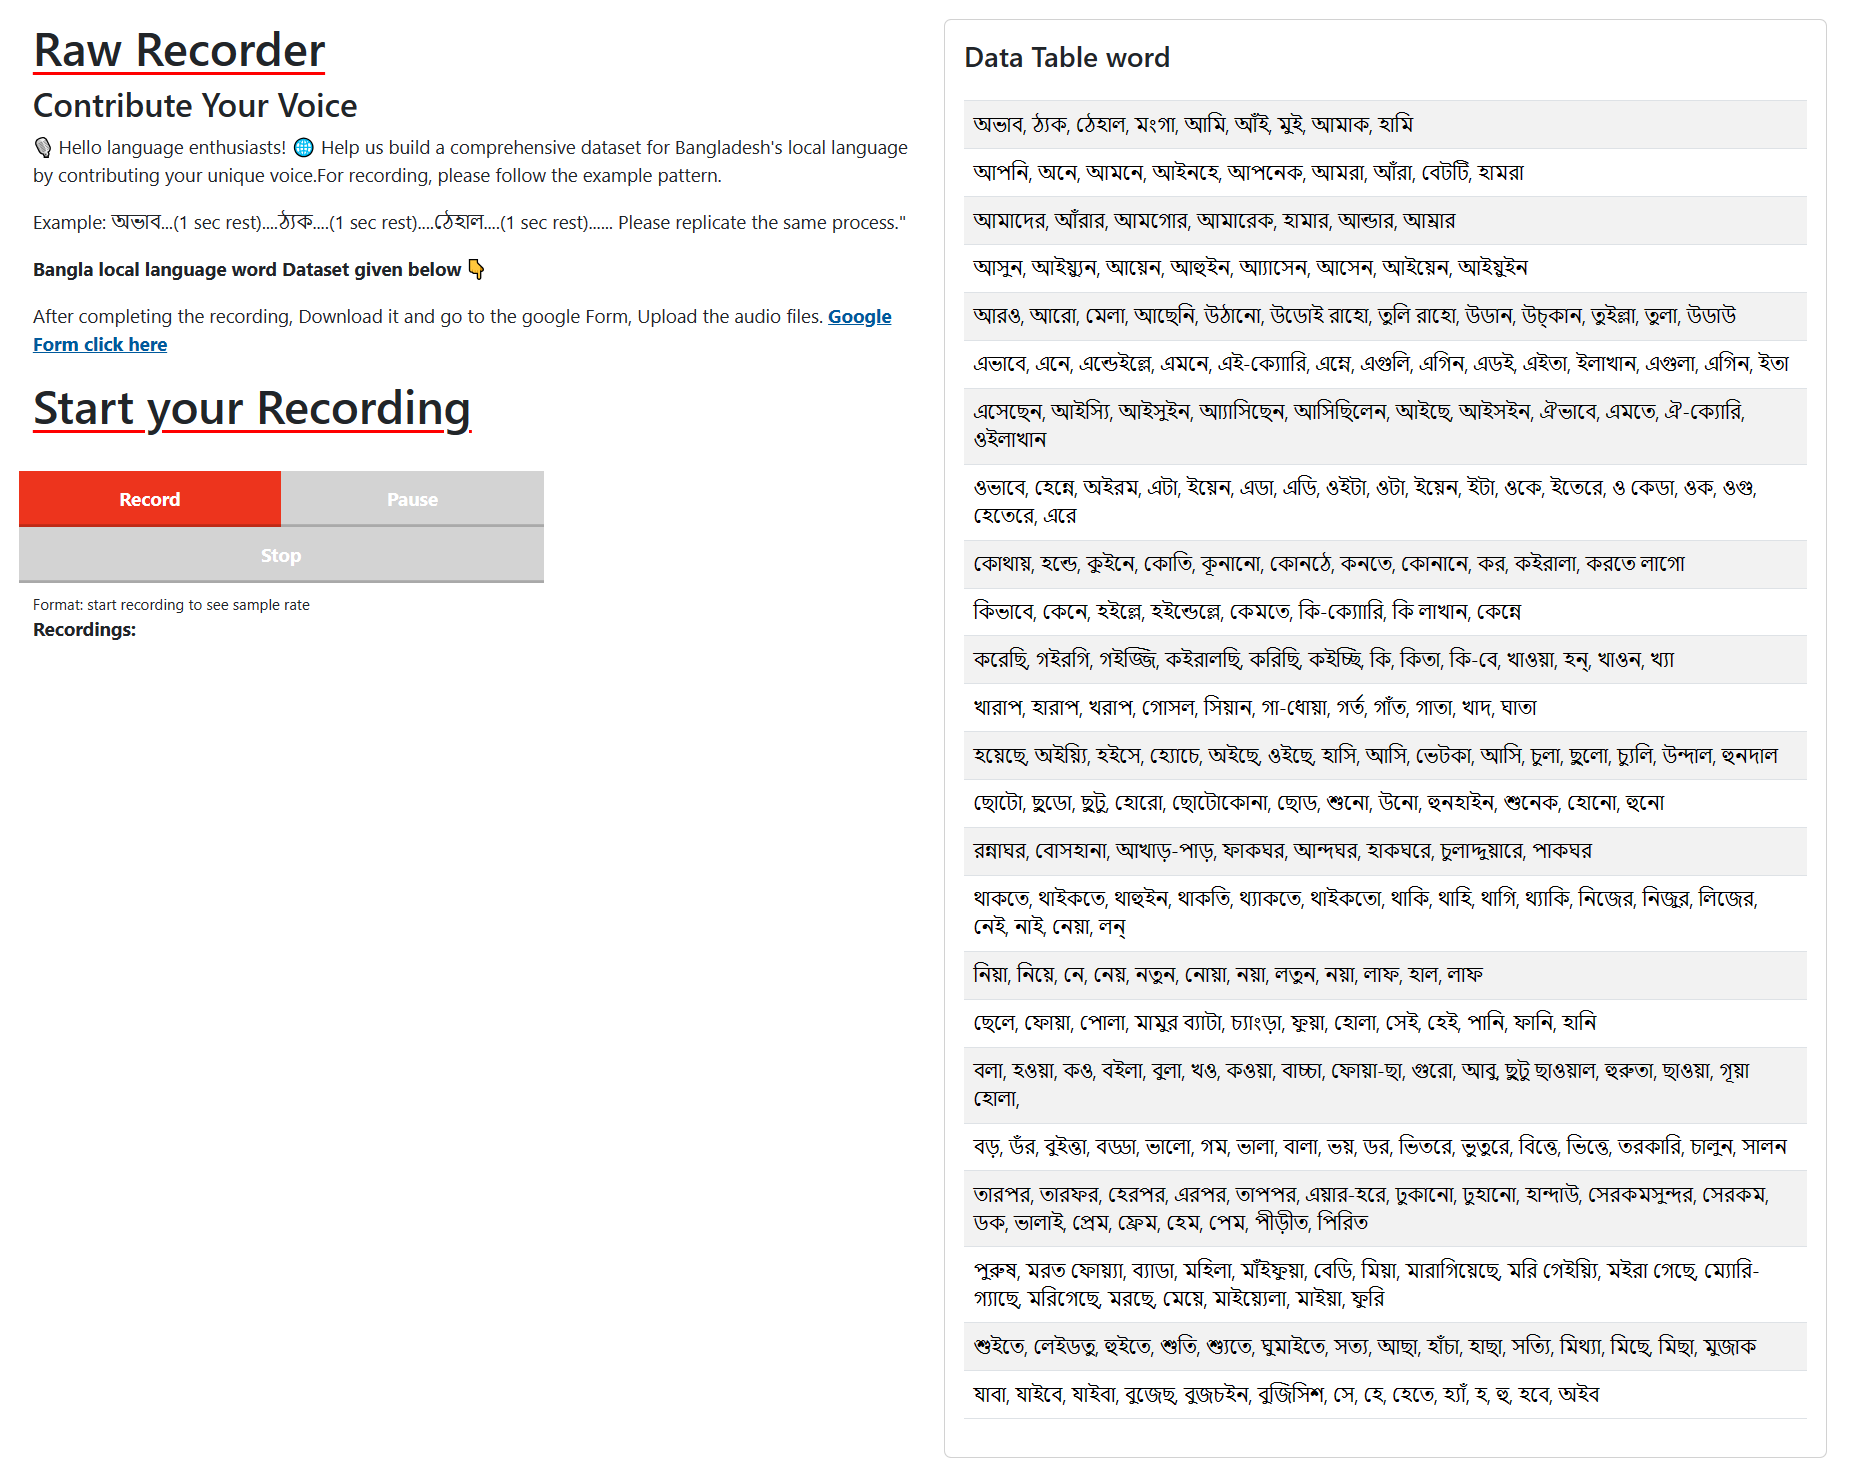 Raw Recorder
Contribute Your Voice
🎙 Hello language enthusiasts! 🌐 Help us build a comprehensive dataset for Bangladesh's local language
by contributing your unique voice.For recording, please follow the example pattern.
Example: অভাব...(1 sec rest)....ঠ্যক....(1 sec rest)....ঠেহাল....(1 sec rest)...... Please replicate the same process."
Bangla local language word Dataset given below 👇
After completing the recording, Download it and go to the google Form, Upload the audio files. Google
Form click here
Start your Recording
Record
Pause
Stop
Format: start recording to see sample rate
Recordings:
Data Table word
অভাব, ঠ্যক, ঠেহাল, মংগা, আমি, আঁই, মুই, আমাক, হামি
আপনি, অনে, আমনে, আইনহে, আপনেক, আমরা, আঁরা, বেটটি, হামরা
আমাদের, আঁরার, আমগোর, আমারেক, হামার, আন্ডার, আম্রার
আসুন, আইয়্যুন, আয়েন, আহুইন, আ্যাসেন, আসেন, আইয়েন, আইয়ুইন
আরও, আরো, মেলা, আছেনি, উঠানো, উডোই রাহো, তুলি রাহো, উডান, উচ্কান, তুইল্লা, তুলা, উডাউ
এভাবে, এনে, এন্ডেইল্লে, এমনে, এই-ক্যোারি, এম্নে, এগুলি, এগিন, এডই, এইতা, ইলাখান, এগুলা, এগিন, ইতা
এসেছেন, আইস্যি, আইসুইন, আ্যাসিছেন, আসিছিলেন, আইছে, আইসইন, ঐভাবে, এমতে, ঐ-ক্যোরি,
ওইলাখান
ওভাবে, হেন্নে, অইরম, এটা, ইয়েন, এডা, এডি, ওইটা, ওটা, ইয়েন, ইটা, ওকে, ইতেরে, ও কেডা, ওক, ওগু,
হেতেরে, এরে
কোথায়, হন্ডে, কুইনে, কোতি, কূনানো, কোনঠে, কনতে, কোনানে, কর, কইরালা, করতে লাগো
কিভাবে, কেনে, হইল্লে, হইন্ডেল্লে, কেমতে, কি-ক্যোারি, কি লাখান, কেন্নে
করেছি, গইরগি, গইজ্জি, কইরালছি, করিছি, কইচ্ছি, কি, কিতা, কি-বে, খাওয়া, হন্, খাওন, খ্যা
খারাপ, হারাপ, খরাপ, গোসল, সিয়ান, গা-ধোয়া, গর্ত, গাঁত, গাতা, খাদ, ঘাতা
হয়েছে, অইয়্যি, হইসে, হ্যোচে, অইছে, ওইছে, হাসি, আসি, ভেটকা, আসি, চুলা, ছুলো, চ্যুলি, উন্দাল, হুনদাল
ছোটো, ছুডো, ছুটু, হোরো, ছোটোকোনা, ছোড, শুনো, উনো, হুনহাইন, শুনেক, হোনো, হুনো
রন্নাঘর, বোসহানা, আখাড়-পাড়, ফাকঘর, আন্দঘর, হাকঘরে, চুলাদ্দুয়ারে, পাকঘর
থাকতে, থাইকতে, থাহুইন, থাকতি, থ্যাকতে, থাইকতো, থাকি, থাহি, থাগি, থ্যাকি, নিজের, নিজুর, লিজের,
নেই, নাই, নেয়া, লন্
নিয়া, নিয়ে, নে, নেয়, নতুন, নোয়া, নয়া, লতুন, নয়া, লাফ, হাল, লাফ
ছেলে, ফোয়া, পোলা, মামুর ব্যাটা, চ্যাংড়া, ফুয়া, হোলা, সেই, হেই, পানি, ফানি, হানি
বলা, হওয়া, কও, বইলা, বুলা, খও, কওয়া, বাচ্চা, ফোয়া-ছা, গুরো, আবু, ছুটু ছাওয়াল, হুরুতা, ছাওয়া, গূয়া
হোলা,
বড়, ডঁর, বুইত্তা, বড্ডা, ভালো, গম, ভালা, বালা, ভয়, ডর, ভিতরে, ভুতুরে, বিত্তে, ভিত্তে, তরকারি, চালুন, সালন
তারপর, তারফর, হেরপর, এরপর, তাপপর, এয়ার-হরে, ঢুকানো, ঢুহানো, হান্দাউ, সেরকমসুন্দর, সেরকম,
ডক, ভালাই, প্রেম, ফ্রেম, হেম, পেম, পীড়ীত, পিরিত
পুরুষ, মরত ফোয়্যা, ব্যাডা, মহিলা, মাঁইফুয়া, বেডি, মিয়া, মারাগিয়েছে, মরি গেইয়্যি, মইরা গেছে, ম্যোরি-
গ্যাছে, মরিগেছে, মরছে, মেয়ে, মাইয়্যেলা, মাইয়া, ফুরি
শুইতে, লেইডতু, হুইতে, শুতি, শ্যুতে, ঘুমাইতে, সত্য, আছা, হাঁচা, হাছা, সত্যি, মিথ্যা, মিছে, মিছা, মুজাক
যাবা, যাইবে, যাইবা, বুজেছ, বুজচইন, বুজিসিশ, সে, হে, হেতে, হ্যাঁ, হ, হু, হবে, অইব